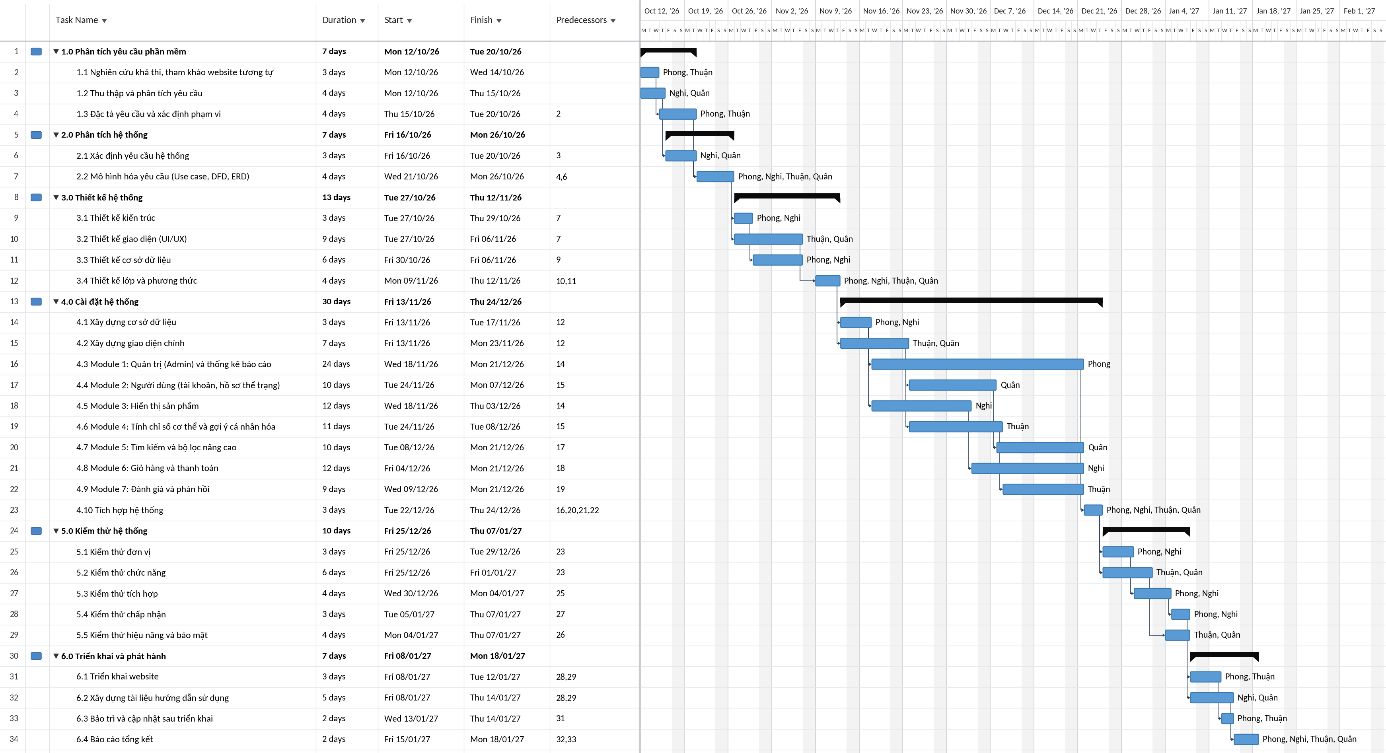 Task Name Duration Start Finish Predecessors Oct 12, '26 Oct 19, '26 Oct 26, '26 Nov 2, '26 Nov 9, '26 Nov 16, '26 Nov 23, '26 Nov 30, '26 Dec 7, '26 Dec 14, '26 Dec 21, '26 Dec 28, '26 Jan 4, '27 Jan 11, '27 Jan 18, '27 Jan 25, '27 Feb 1, '27
M T W T F S S M T W T F S S M T W T F S S M T W T F S S M T W T F S S M T W T F S S M T W T F S S M T W T F S S M T W T F S S M T W T F S S M T W T F S S M T W T F S S M T W T F S S M T W T F S S M T W T F S S M T W T F S S M T W T F S S
1 1.0 Phân tích yêu cầu phần mềm 7 days Mon 12/10/26 Tue 20/10/26
2 1.1 Nghiên cứu khả thi, tham khảo website tương tự 3 days Mon 12/10/26 Wed 14/10/26 Phong, Thuận
3 1.2 Thu thập và phân tích yêu cầu 4 days Mon 12/10/26 Thu 15/10/26 Nghi, Quân
4 1.3 Đặc tả yêu cầu và xác định phạm vi 4 days Thu 15/10/26 Tue 20/10/26 2 Phong, Thuận
5 2.0 Phân tích hệ thống 7 days Fri 16/10/26 Mon 26/10/26
6 2.1 Xác định yêu cầu hệ thống 3 days Fri 16/10/26 Tue 20/10/26 3 Nghi, Quân
7 2.2 Mô hình hóa yêu cầu (Use case, DFD, ERD) 4 days Wed 21/10/26 Mon 26/10/26 4,6 Phong, Nghi, Thuận, Quân
8 3.0 Thiết kế hệ thống 13 days Tue 27/10/26 Thu 12/11/26
9 3.1 Thiết kế kiến trúc 3 days Tue 27/10/26 Thu 29/10/26 7 Phong, Nghi
10 3.2 Thiết kế giao diện (UI/UX) 9 days Tue 27/10/26 Fri 06/11/26 7 Thuận, Quân
11 3.3 Thiết kế cơ sở dữ liệu 6 days Fri 30/10/26 Fri 06/11/26 9 Phong, Nghi
12 3.4 Thiết kế lớp và phương thức 4 days Mon 09/11/26 Thu 12/11/26 10,11 Phong, Nghi, Thuận, Quân
13 4.0 Cài đặt hệ thống 30 days Fri 13/11/26 Thu 24/12/26
14 4.1 Xây dựng cơ sở dữ liệu 3 days Fri 13/11/26 Tue 17/11/26 12 Phong, Nghi
15 4.2 Xây dựng giao diện chính 7 days Fri 13/11/26 Mon 23/11/26 12 Thuận, Quân
16 4.3 Module 1: Quản trị (Admin) và thống kê báo cáo 24 days Wed 18/11/26 Mon 21/12/26 14 Phong
17 4.4 Module 2: Người dùng (tài khoản, hồ sơ thể trạng) 10 days Tue 24/11/26 Mon 07/12/26 15 Quân
18 4.5 Module 3: Hiển thị sản phẩm 12 days Wed 18/11/26 Thu 03/12/26 14 Nghi
19 4.6 Module 4: Tính chỉ số cơ thể và gợi ý cá nhân hóa 11 days Tue 24/11/26 Tue 08/12/26 15 Thuận
20 4.7 Module 5: Tìm kiếm và bộ lọc nâng cao 10 days Tue 08/12/26 Mon 21/12/26 17 Quân
21 4.8 Module 6: Giỏ hàng và thanh toán 12 days Fri 04/12/26 Mon 21/12/26 18 Nghi
22 4.9 Module 7: Đánh giá và phản hồi 9 days Wed 09/12/26 Mon 21/12/26 19 Thuận
23 4.10 Tích hợp hệ thống 3 days Tue 22/12/26 Thu 24/12/26 16,20,21,22 Phong, Nghi, Thuận, Quân
24 5.0 Kiểm thử hệ thống 10 days Fri 25/12/26 Thu 07/01/27
25 5.1 Kiểm thử đơn vị 3 days Fri 25/12/26 Tue 29/12/26 23 Phong, Nghi
26 5.2 Kiểm thử chức năng 6 days Fri 25/12/26 Fri 01/01/27 23 Thuận, Quân
27 5.3 Kiểm thử tích hợp 4 days Wed 30/12/26 Mon 04/01/27 25 Phong, Nghi
28 5.4 Kiểm thử chấp nhận 3 days Tue 05/01/27 Thu 07/01/27 27 Phong, Nghi
29 5.5 Kiểm thử hiệu năng và bảo mật 4 days Mon 04/01/27 Thu 07/01/27 26 Thuận, Quân
30 6.0 Triển khai và phát hành 7 days Fri 08/01/27 Mon 18/01/27
31 6.1 Triển khai website 3 days Fri 08/01/27 Tue 12/01/27 28,29 Phong, Thuận
32 6.2 Xây dựng tài liệu hướng dẫn sử dụng 5 days Fri 08/01/27 Thu 14/01/27 28,29 Nghi, Quân
33 6.3 Bảo trì và cập nhật sau triển khai 2 days Wed 13/01/27 Thu 14/01/27 31 Phong, Thuận
34 6.4 Báo cáo tổng kết 2 days Fri 15/01/27 Mon 18/01/27 32,33 Phong, Nghi, Thuận, Quân